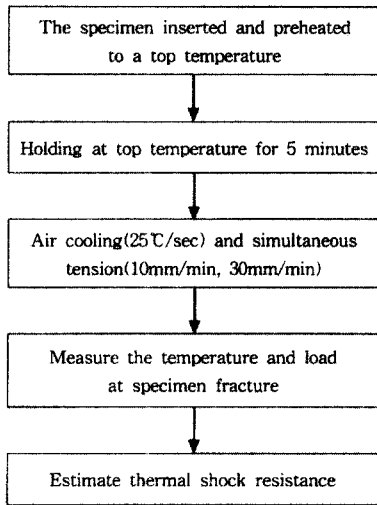 The specimen inserted and preheated
to a top temperature
Holding at top temperature for 5 minutes
Air cooling(25℃/sec) and simultaneous
tension(10mm/min, 30mm/min)
Measure the temperature and load
at specimen fracture
Estimate thermal shock resistance